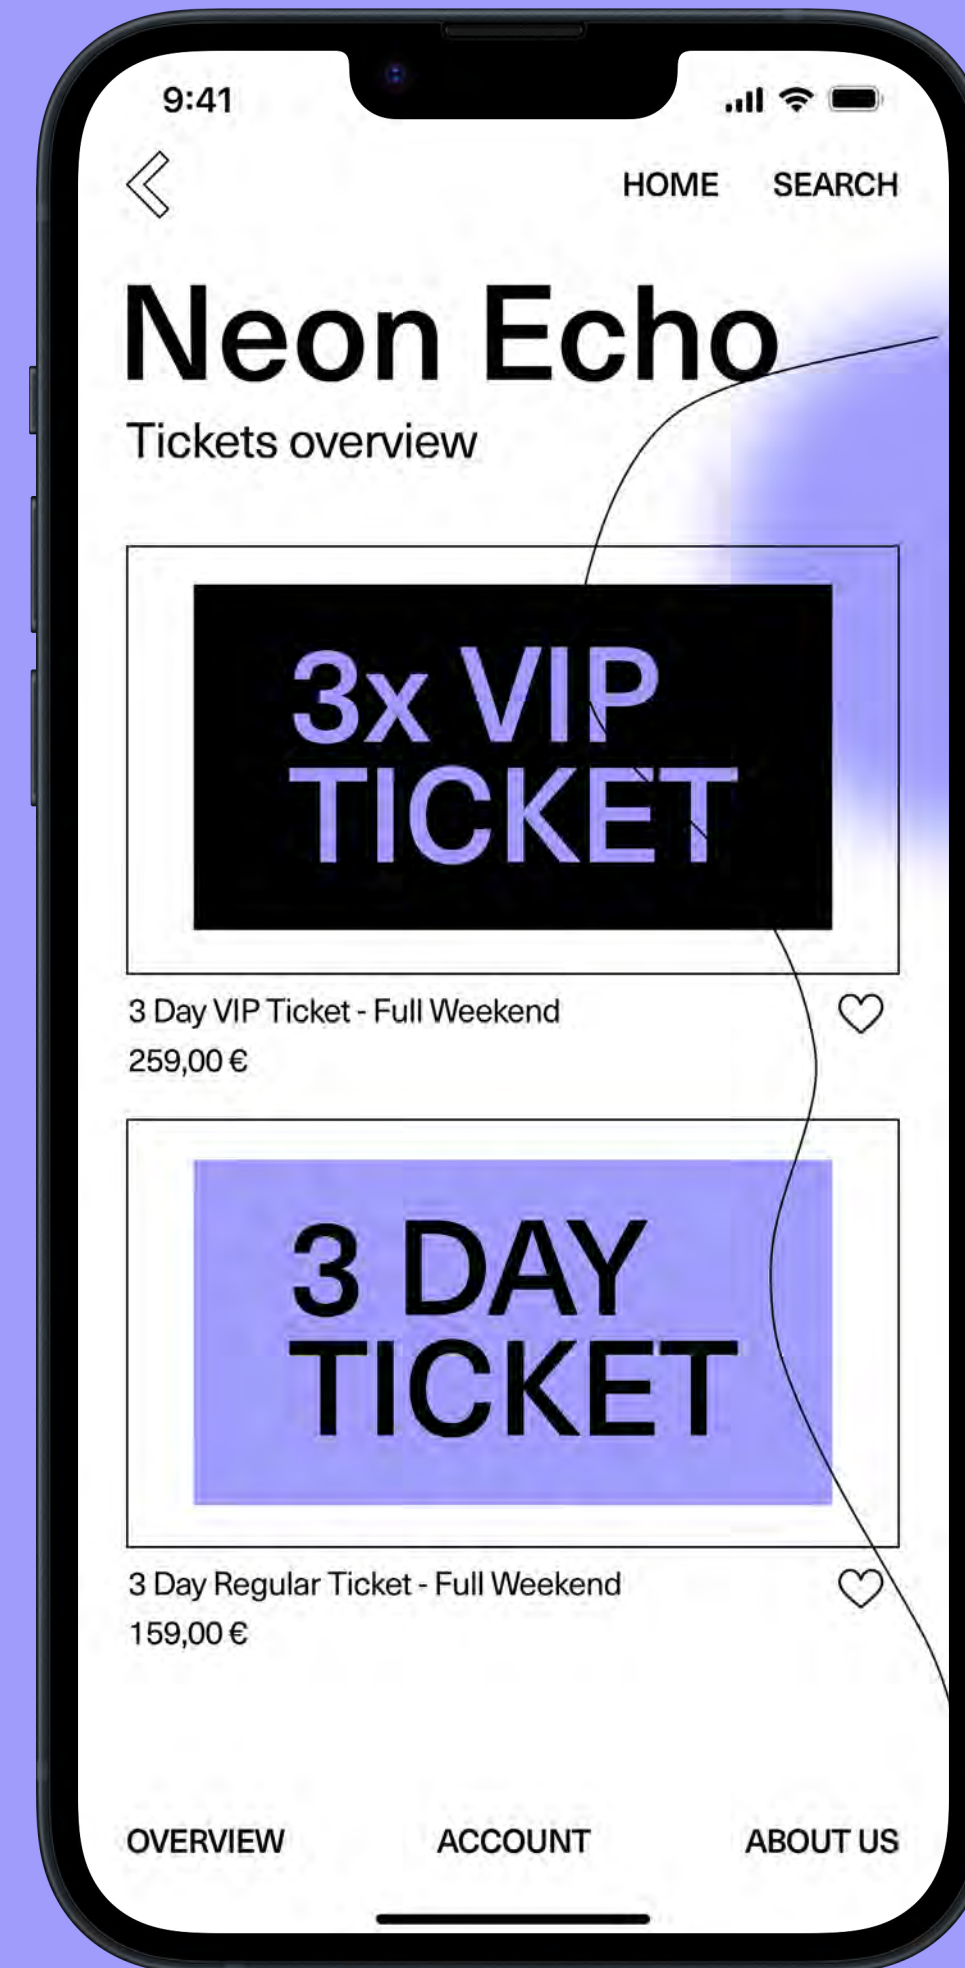 9:41
HOME SEARCH
Neon Echo
Tickets overview
3x VIP
TICKET
3 Day VIP Ticket - Full Weekend
259,00 €
3 DAY
TICKET
3 Day Regular Ticket - Full Weekend
159,00 €
OVERVIEW ACCOUNT ABOUT US